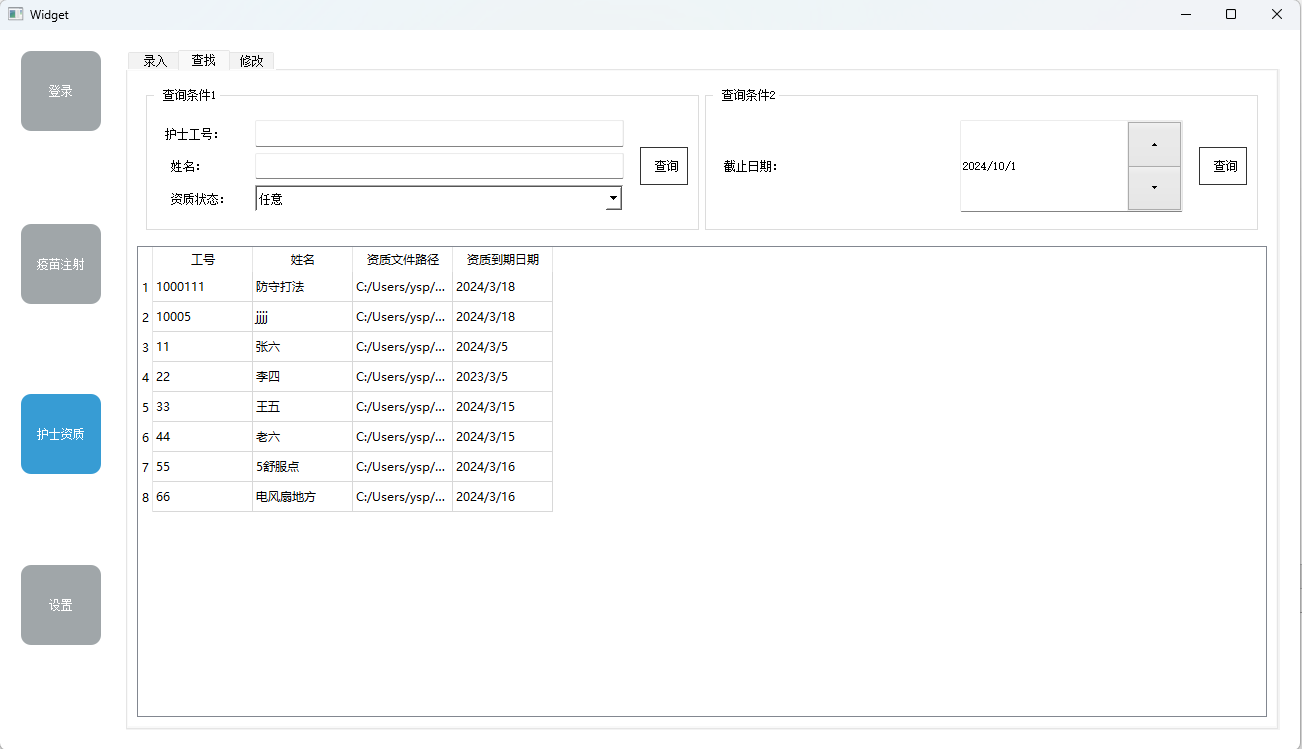 Widget
登录
疫苗注射
护士资质
设置
录入 查找 修改
查询条件1
护士工号：
姓名：
资质状态：
任意
查询
查询条件2
截止日期：
2024/10/1
查询
工号 姓名 资质文件路径 资质到期日期
1 1000111 防守打法 C:/Users/ysp/... 2024/3/18
2 10005 jjjj C:/Users/ysp/... 2024/3/18
3 11 张六 C:/Users/ysp/... 2024/3/5
4 22 李四 C:/Users/ysp/... 2023/3/5
5 33 王五 C:/Users/ysp/... 2024/3/15
6 44 老六 C:/Users/ysp/... 2024/3/15
7 55 5舒服点 C:/Users/ysp/... 2024/3/16
8 66 电风扇地方 C:/Users/ysp/... 2024/3/16